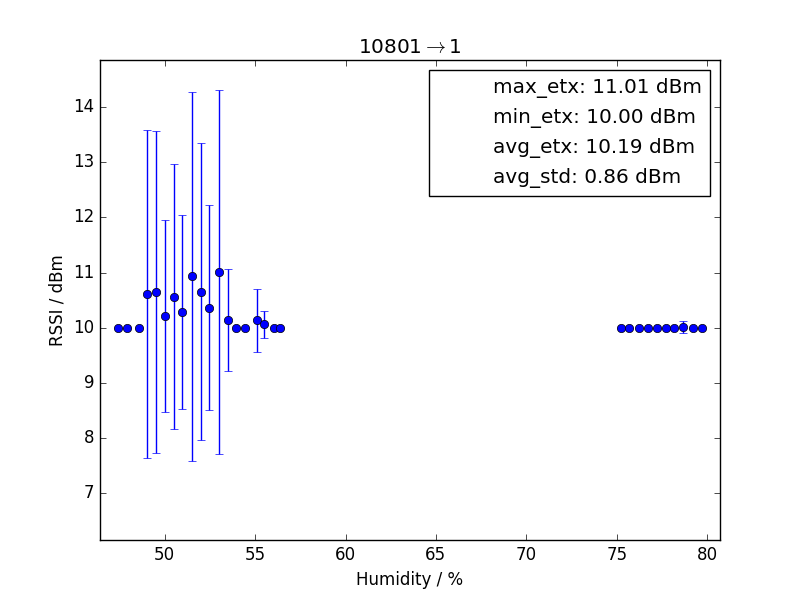 10801→1
max_etx: 11.01 dBm
min_etx: 10.00 dBm
avg_etx: 10.19 dBm
avg_std: 0.86 dBm
RSSI / dBm
14
13
12
11
10
9
8
7
50 55 60 65 70 75 80
Humidity / %